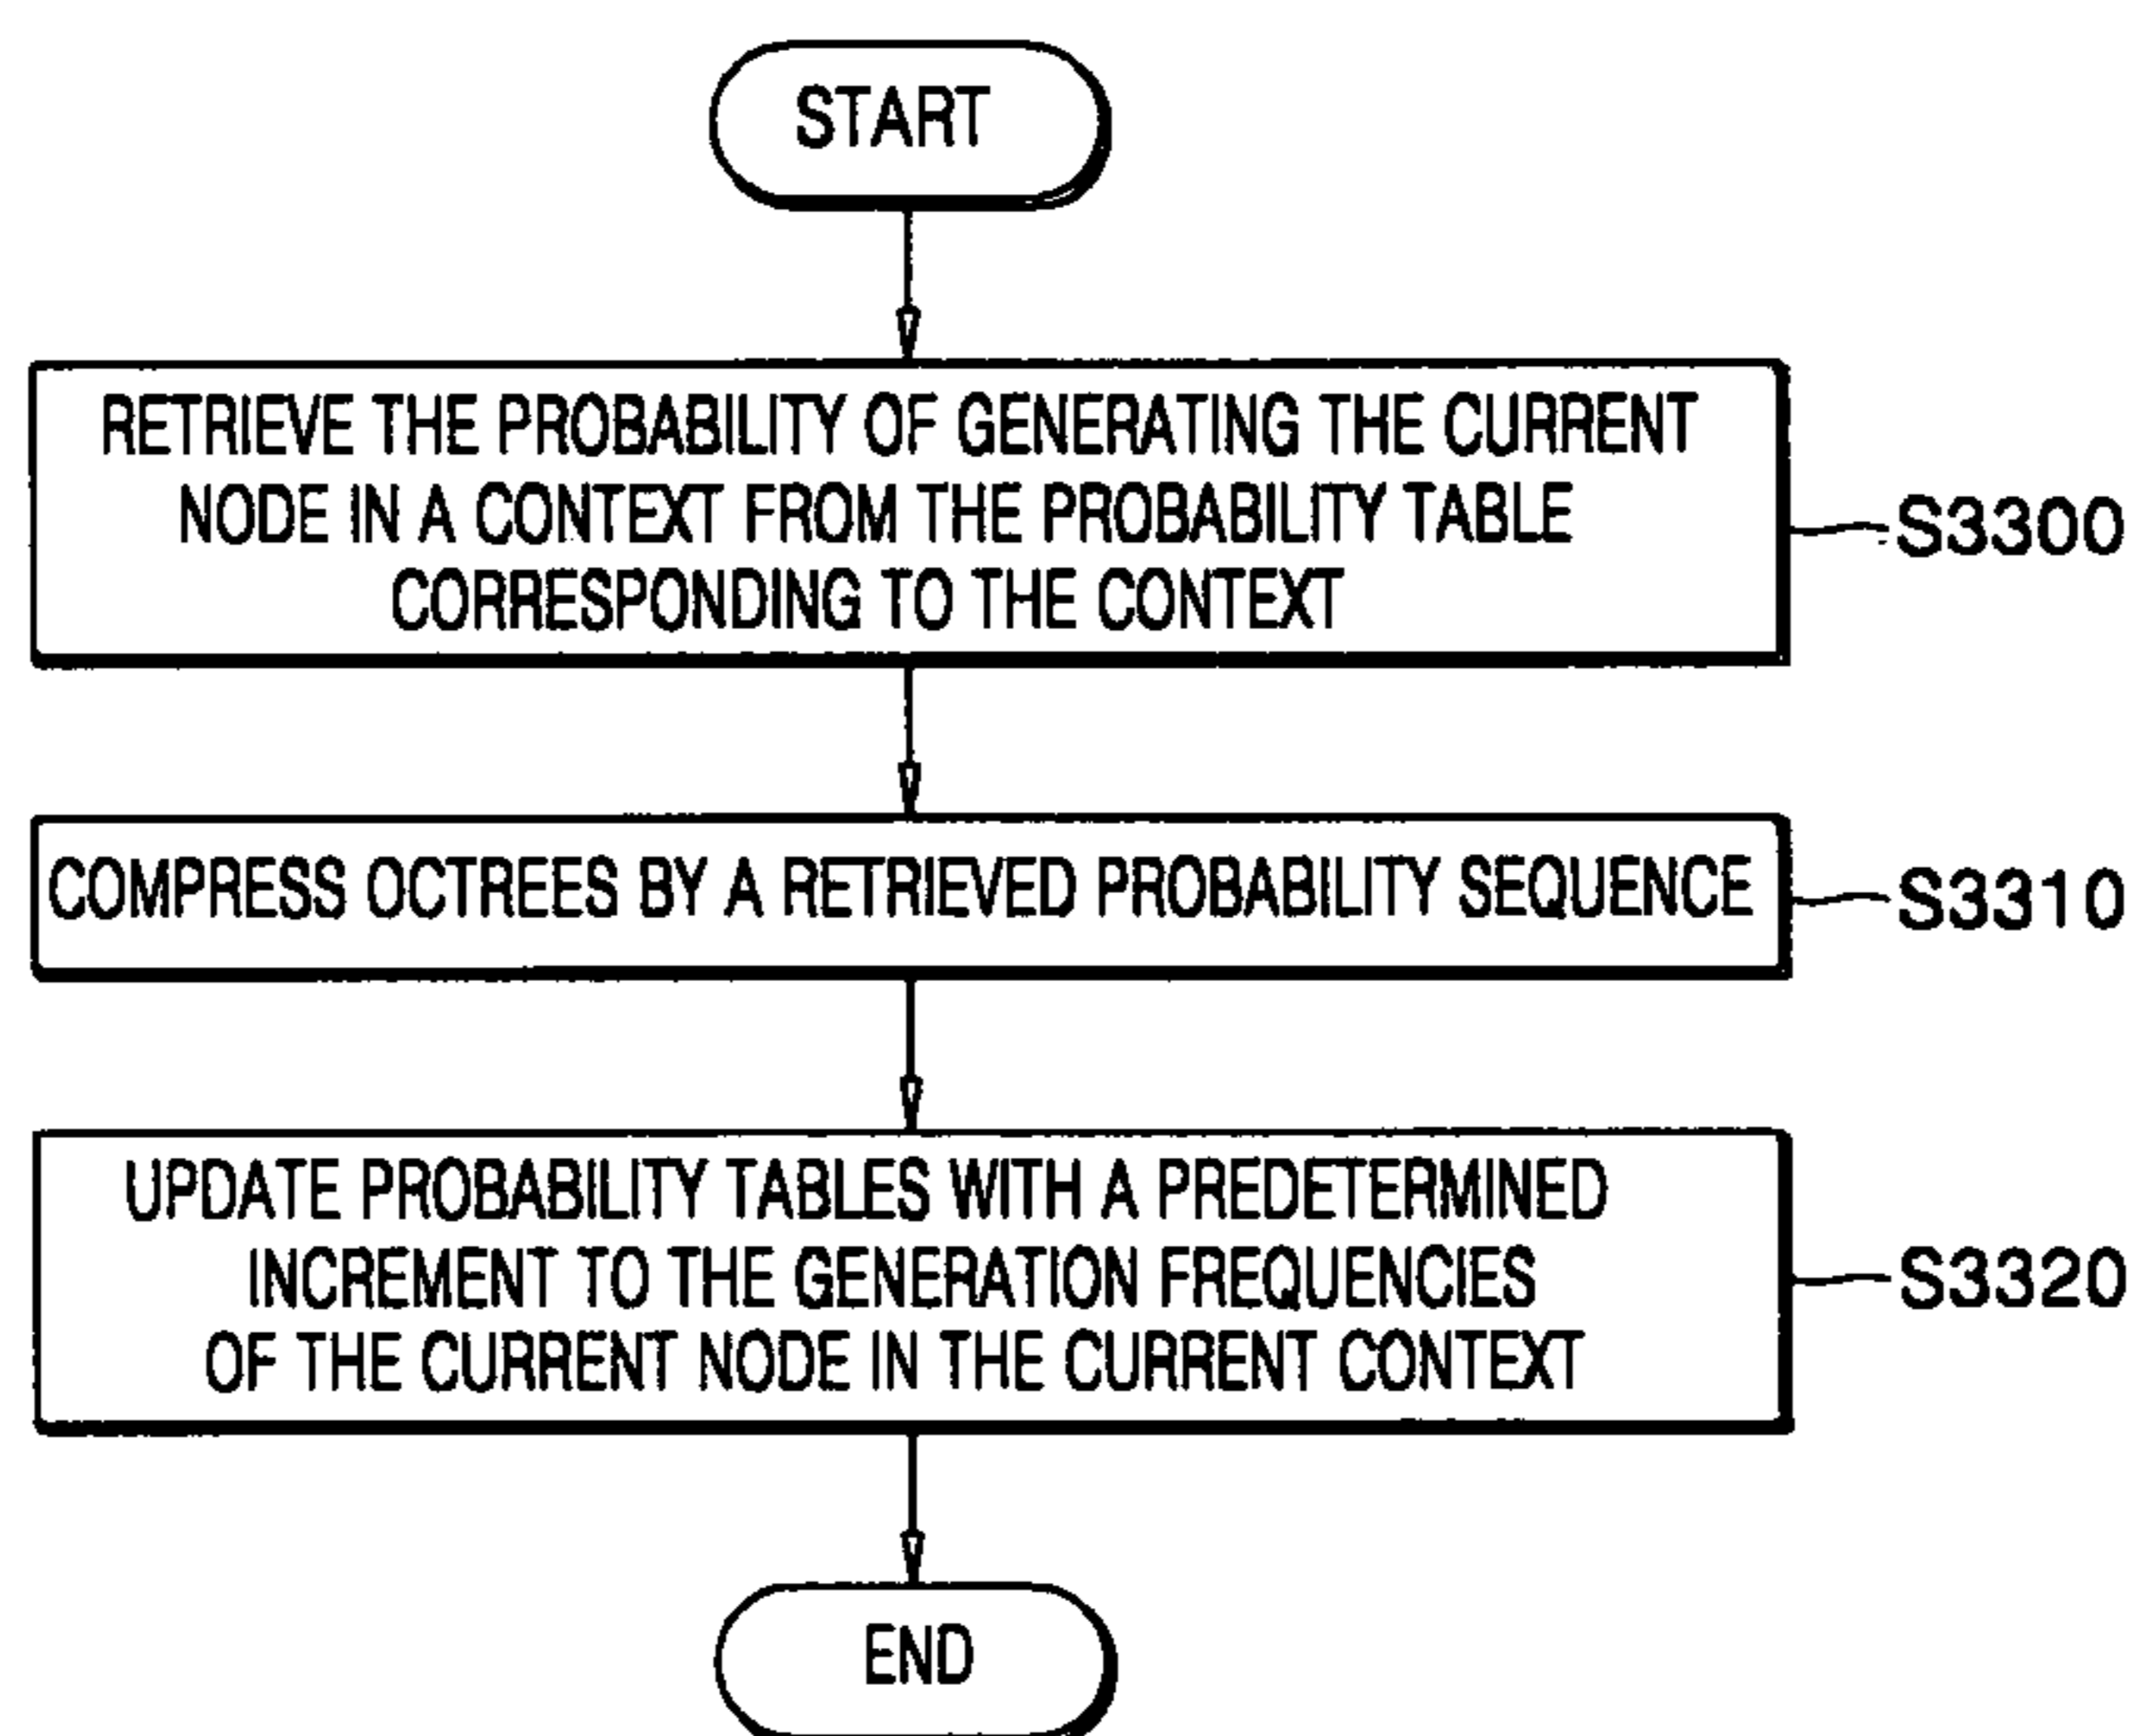 START
RETRIEVE THE PROBABILITY OF GENERATING THE CURRENT
NODE IN A CONTEXT FROM THE PROBABILITY TABLE
CORRESPONDING TO THE CONTEXT
S3300
COMPRESS OCTREES BY A RETRIEVED PROBABILITY SEQUENCE
S3310
UPDATE PROBABILITY TABLES WITH A PREDETERMINED
INCREMENT TO THE GENERATION FREQUENCIES
OF THE CURRENT NODE IN THE CURRENT CONTEXT
S3320
END